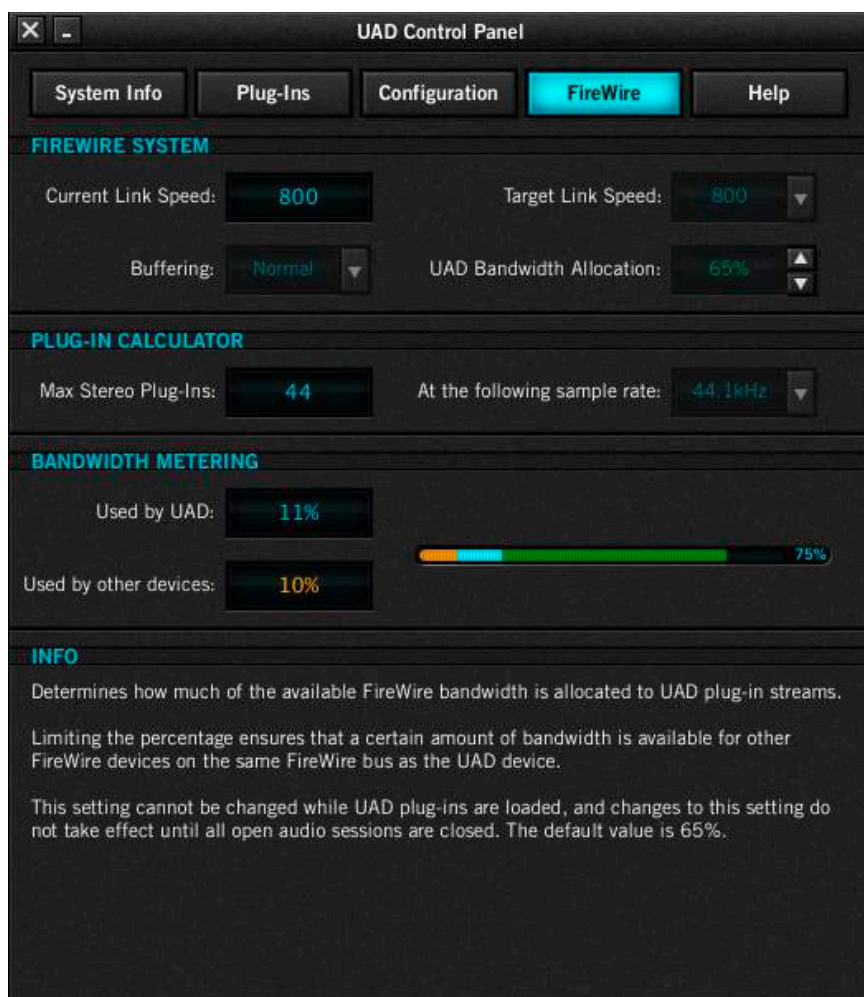 UAD Control Panel
System Info Plug-Ins Configuration FireWire Help
FIREWIRE SYSTEM
Current Link Speed: 800 Target Link Speed: 800
Buffering: Normal UAD Bandwidth Allocation: 65%
PLUG-IN CALCULATOR
Max Stereo Plug-Ins: 44 At the following sample rate: 44.1kHz
BANDWIDTH METERING
Used by UAD: 11%
75%
Used by other devices: 10%
INFO
Determines how much of the available FireWire bandwidth is allocated to UAD plug-in streams.
Limiting the percentage ensures that a certain amount of bandwidth is available for other
FireWire devices on the same FireWire bus as the UAD device.
This setting cannot be changed while UAD plug-ins are loaded, and changes to this setting do
not take effect until all open audio sessions are closed. The default value is 65%.